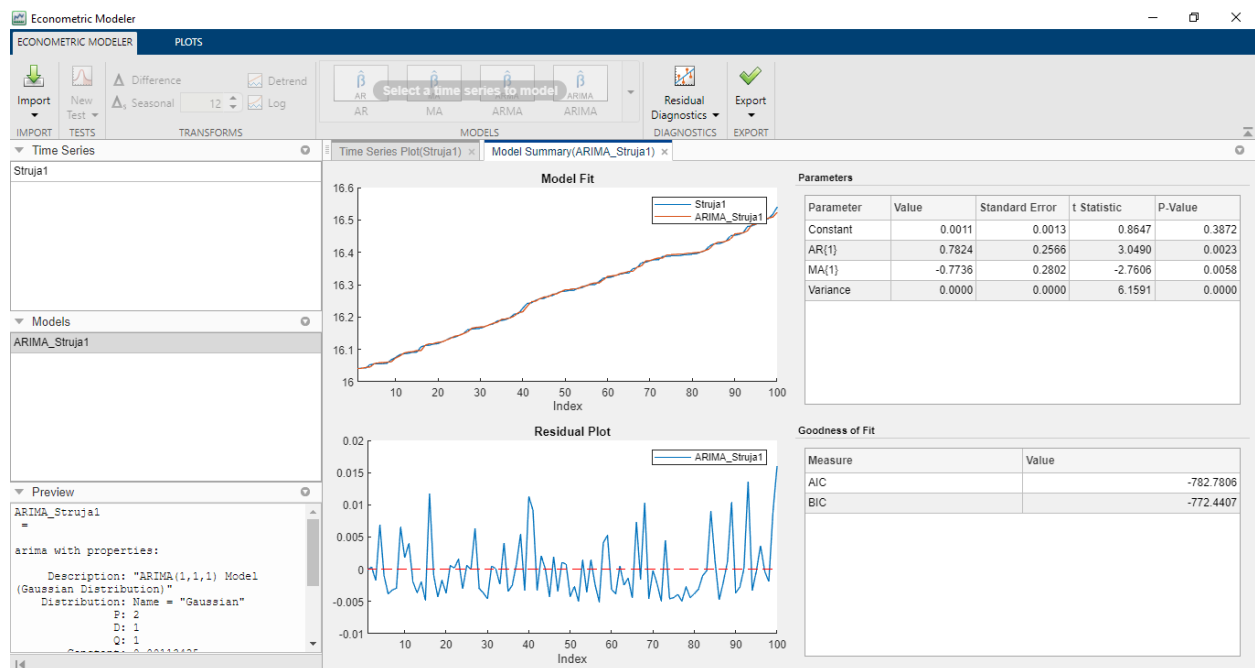 Econometric Modeler
ECONOMETRIC MODELER PLOTS
Import
New Test
Δ Difference
Δs Seasonal 12
Detrend
Log
β̂ AR β̂ MA β̂ ARMA β̂ ARIMA
Select a time series to model
AR MA ARMA ARIMA
Residual Diagnostics
Export
IMPORT TESTS TRANSFORMS MODELS DIAGNOSTICS EXPORT
Time Series
Struja1
Models
ARIMA_Struja1
Preview
ARIMA_Struja1
=
arima with properties:
Description: "ARIMA(1,1,1) Model
(Gaussian Distribution)"
Distribution: Name = "Gaussian"
P: 2
D: 1
Q: 1
Time Series Plot(Struja1) × Model Summary(ARIMA_Struja1) ×
Model Fit
Struja1
ARIMA_Struja1
16.6
16.5
16.4
16.3
16.2
16.1
16
10 20 30 40 50 60 70 80 90 100
Index
Residual Plot
ARIMA_Struja1
0.02
0.015
0.01
0.005
0
-0.005
-0.01
10 20 30 40 50 60 70 80 90 100
Index
Parameters
Parameter Value Standard Error t Statistic P-Value
Constant 0.0011 0.0013 0.8647 0.3872
AR{1} 0.7824 0.2566 3.0490 0.0023
MA{1} -0.7736 0.2802 -2.7606 0.0058
Variance 0.0000 0.0000 6.1591 0.0000
Goodness of Fit
Measure Value
AIC -782.7806
BIC -772.4407